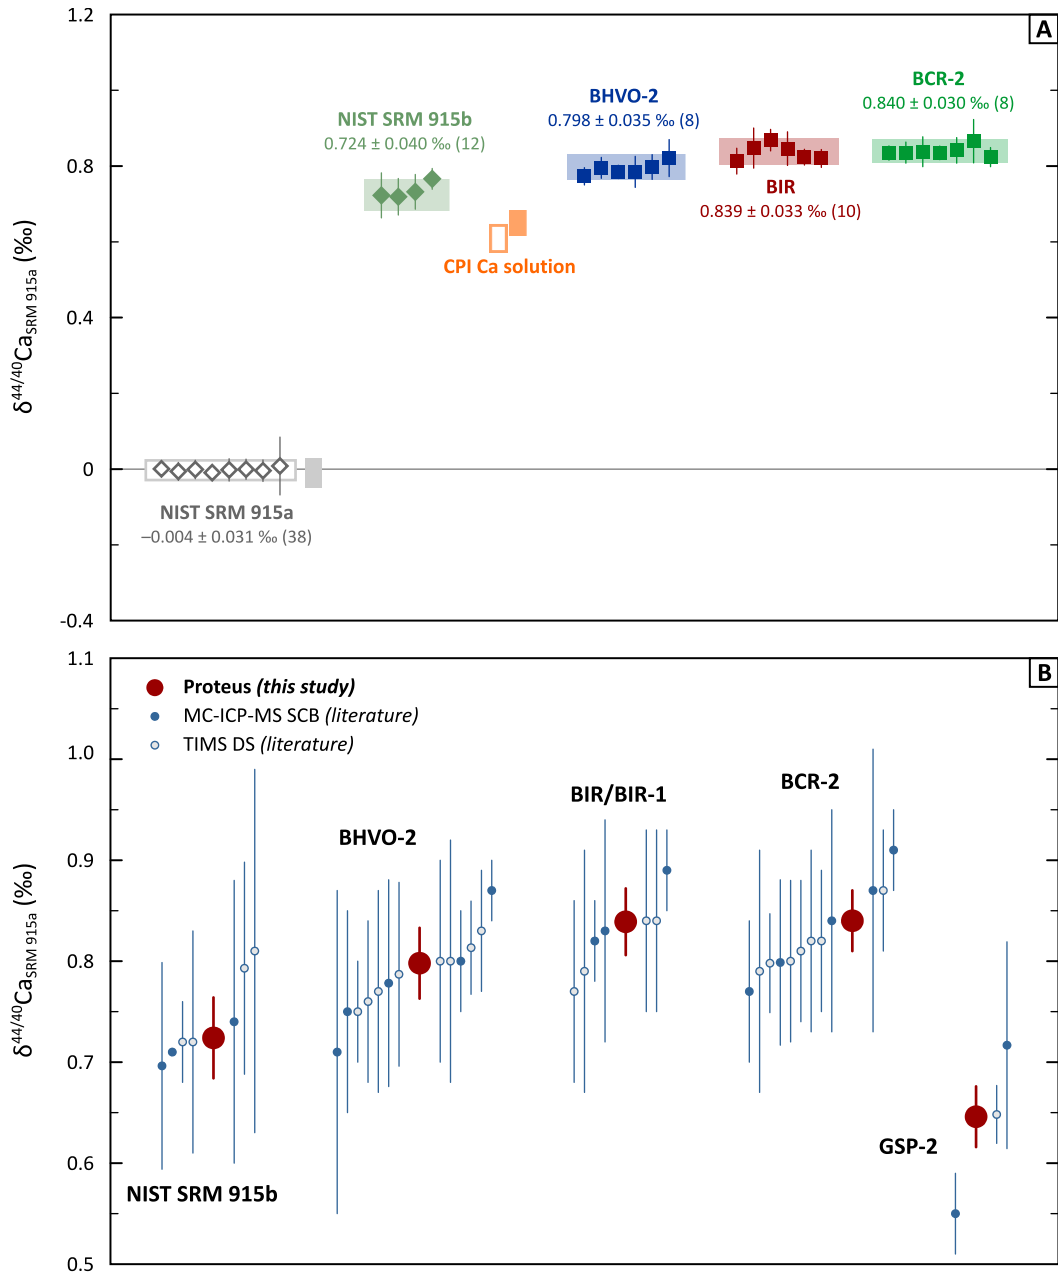 A
1.2
0.8
0.4
0
-0.4
δ44/40CaSRM 915a (‰)
NIST SRM 915b
0.724 ± 0.040 ‰ (12)
BHVO-2
0.798 ± 0.035 ‰ (8)
BCR-2
0.840 ± 0.030 ‰ (8)
BIR
0.839 ± 0.033 ‰ (10)
CPI Ca solution
NIST SRM 915a
−0.004 ± 0.031 ‰ (38)
B
1.1
1.0
0.9
0.8
0.7
0.6
0.5
δ44/40CaSRM 915a (‰)
Proteus (this study)
MC-ICP-MS SCB (literature)
TIMS DS (literature)
BIR/BIR-1
BCR-2
BHVO-2
GSP-2
NIST SRM 915b